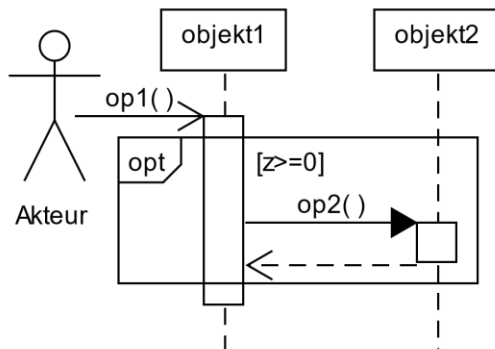 objekt1
objekt2
op1( )
opt
[z>=0]
op2( )
Akteur